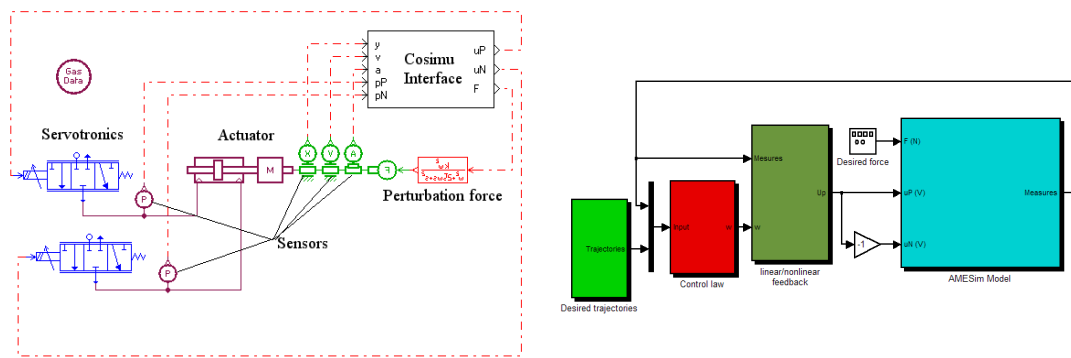 Gas
Data
Servotronics
Actuator
y
v
a
pP
pN
Cosimu
Interface
uP
uN
F
X
V
A
M
F
P
P
Perturbation force
Sensors
Desired trajectories
Trajectories
Input
w
Control law
Mesures
w
Up
linear/nonlinear
feedback
Desired force
-1
F (N)
uP (V)
uN (V)
Measures
AMESim Model